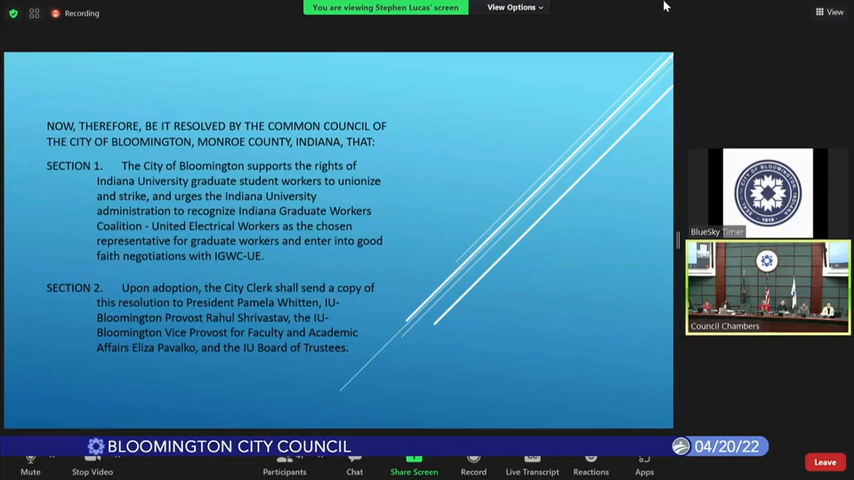 Recording
You are viewing Stephen Lucas' screen
View Options
View
NOW, THEREFORE, BE IT RESOLVED BY THE COMMON COUNCIL OF
THE CITY OF BLOOMINGTON, MONROE COUNTY, INDIANA, THAT:
SECTION 1. The City of Bloomington supports the rights of
Indiana University graduate student workers to unionize
and strike, and urges the Indiana University
administration to recognize Indiana Graduate Workers
Coalition - United Electrical Workers as the chosen
representative for graduate workers and enter into good
faith negotiations with IGWC-UE.
SECTION 2. Upon adoption, the City Clerk shall send a copy of
this resolution to President Pamela Whitten, IU-
Bloomington Provost Rahul Shrivastav, the IU-
Bloomington Vice Provost for Faculty and Academic
Affairs Eliza Pavalko, and the IU Board of Trustees.
CITY OF BLOOMINGTON, INDIANA
SEAL
BlueSky Timer
Council Chambers
BLOOMINGTON CITY COUNCIL
04/20/22
Mute
Stop Video
Participants
Chat
Share Screen
Record
Live Transcript
Reactions
Apps
Leave